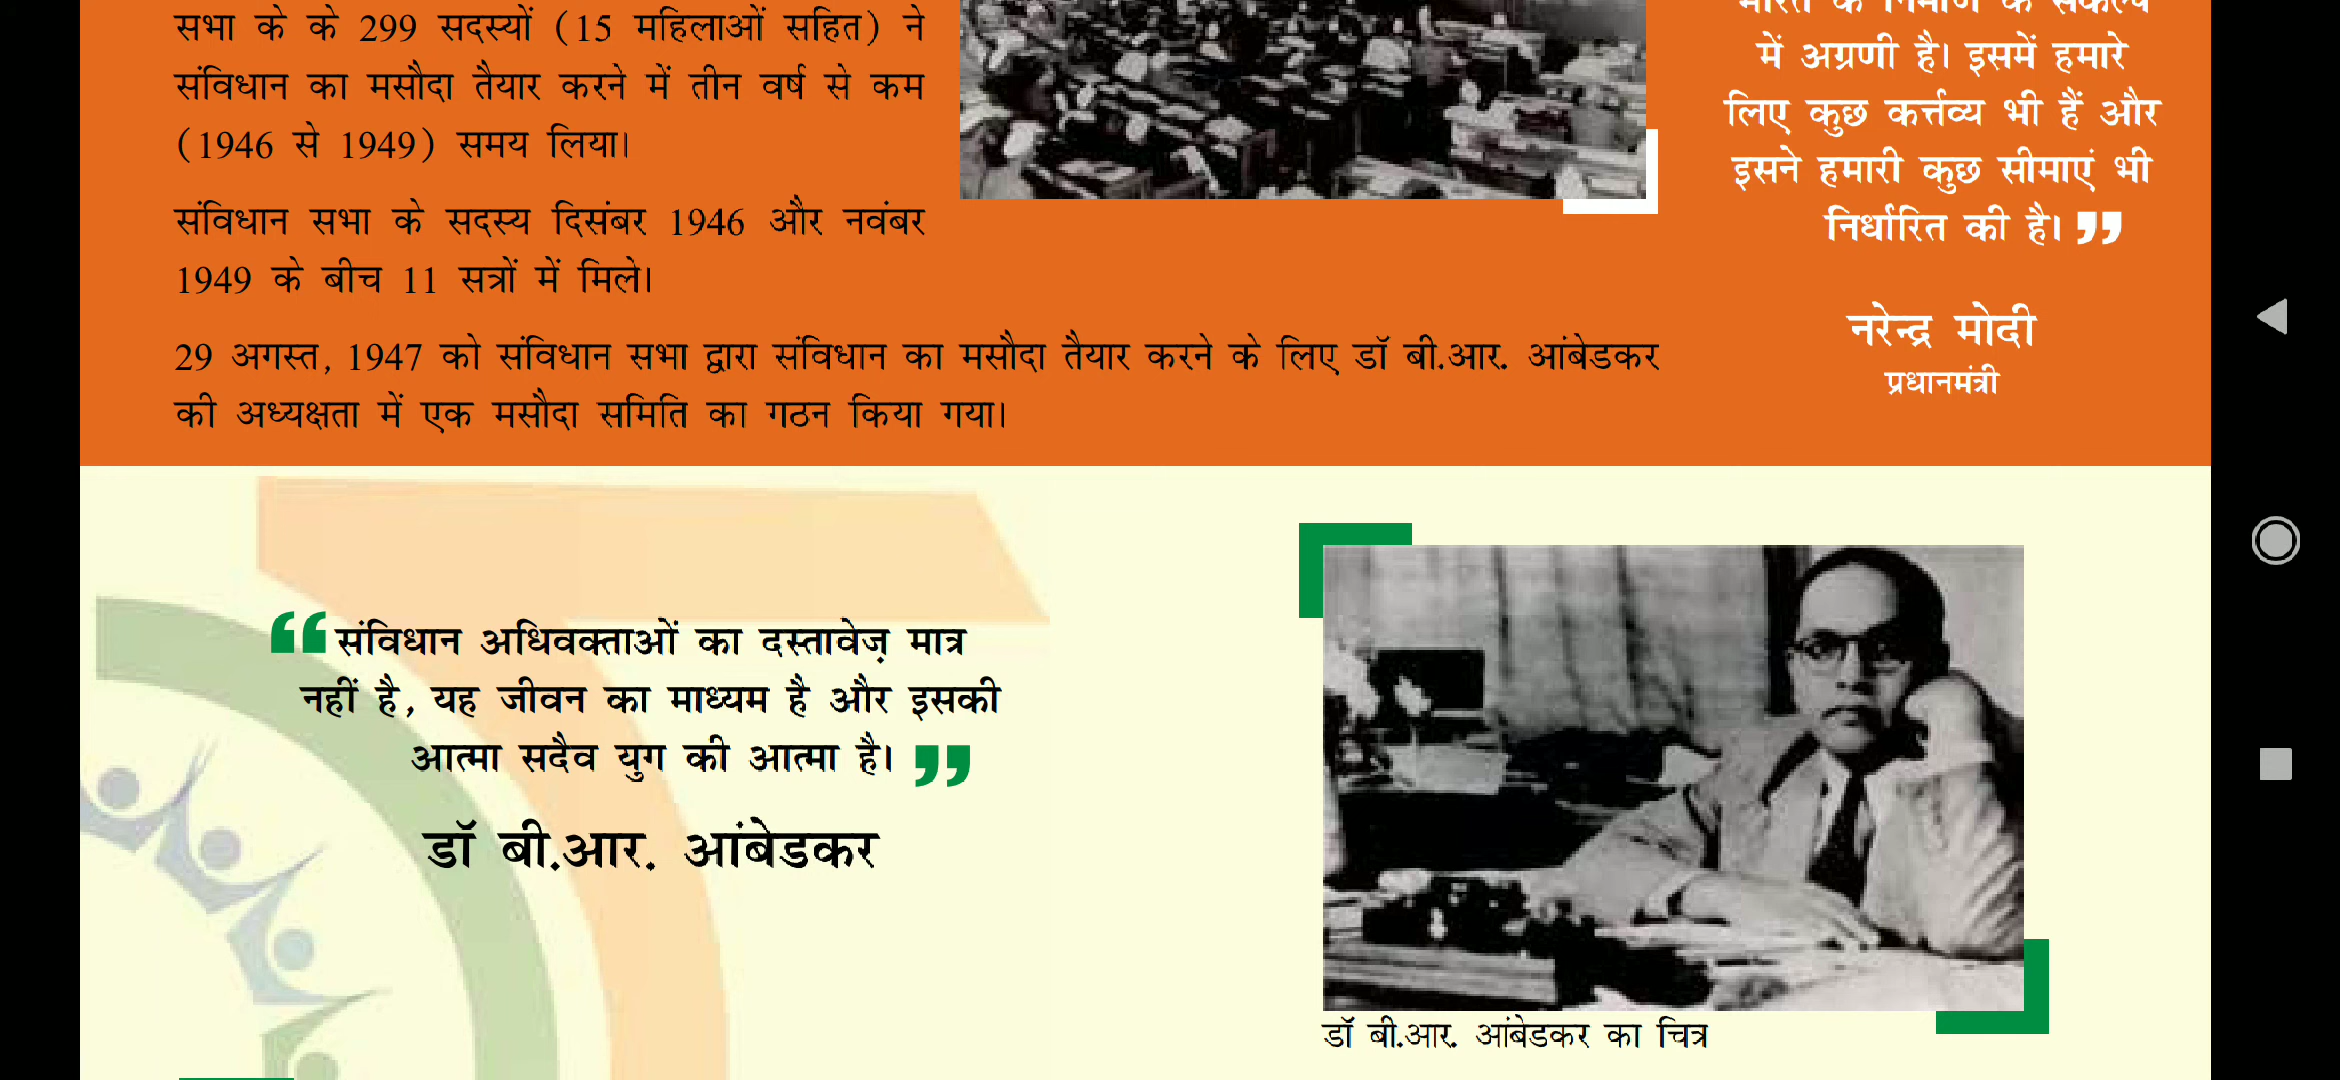 सभा के के 299 सदस्यों (15 महिलाओं सहित) ने
संविधान का मसौदा तैयार करने में तीन वर्ष से कम
(1946 से 1949) समय लिया।
संविधान सभा के सदस्य दिसंबर 1946 और नवंबर
1949 के बीच 11 सत्रों में मिले।
29 अगस्त, 1947 को संविधान सभा द्वारा संविधान का मसौदा तैयार करने के लिए डॉ बी.आर. आंबेडकर
की अध्यक्षता में एक मसौदा समिति का गठन किया गया।
भारत के निर्माण के संकल्प
में अग्रणी है। इसमें हमारे
लिए कुछ कर्त्तव्य भी हैं और
इसने हमारी कुछ सीमाएं भी
निर्धारित की है।”
नरेन्द्र मोदी
प्रधानमंत्री
“संविधान अधिवक्ताओं का दस्तावेज़ मात्र
नहीं है, यह जीवन का माध्यम है और इसकी
आत्मा सदैव युग की आत्मा है।”
डॉ बी.आर. आंबेडकर
डॉ बी.आर. आंबेडकर का चित्र